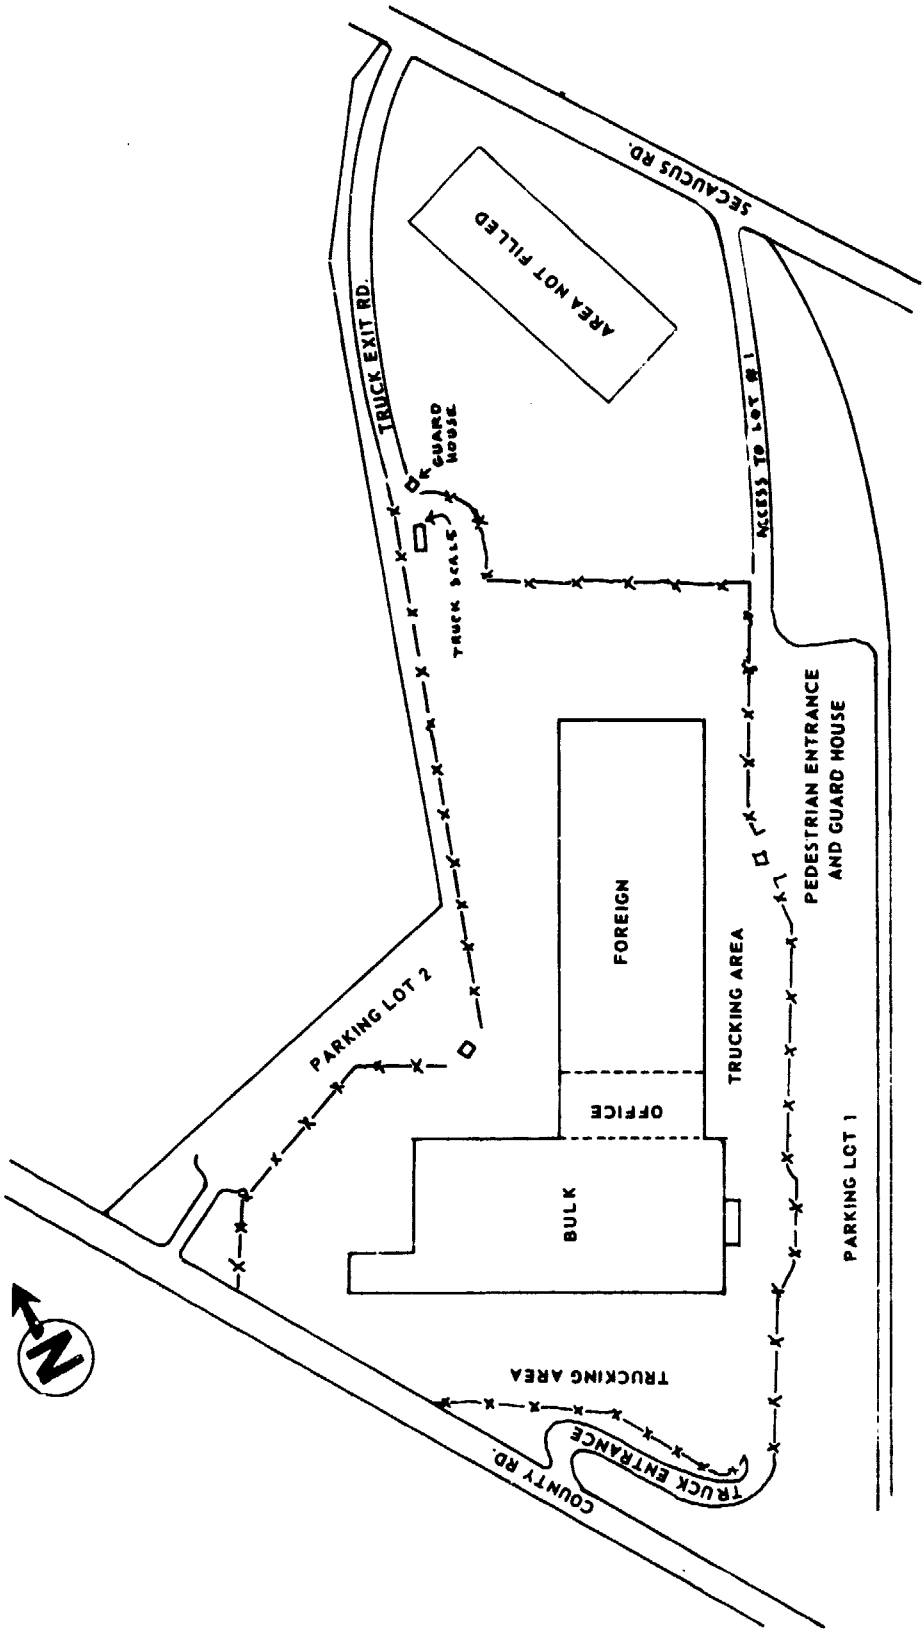 SECAUCUS RD.
AREA NOT FILLED
TRUCK EXIT RD.
GUARD
HOUSE
TRUCK SCALE
ACCESS TO LOT # 1
PEDESTRIAN ENTRANCE
AND GUARD HOUSE
FOREIGN
TRUCKING AREA
PARKING LOT 2
OFFICE
BULK
PARKING LOT 1
N
TRUCKING AREA
TRUCK ENTRANCE
COUNTY RD.